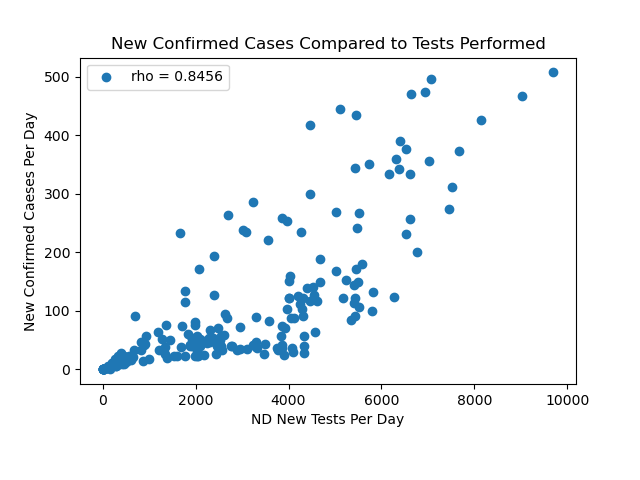 New Confirmed Cases Compared to Tests Performed
rho = 0.8456
500
400
300
200
100
0
New Confirmed Caeses Per Day
0 2000 4000 6000 8000 10000
ND New Tests Per Day